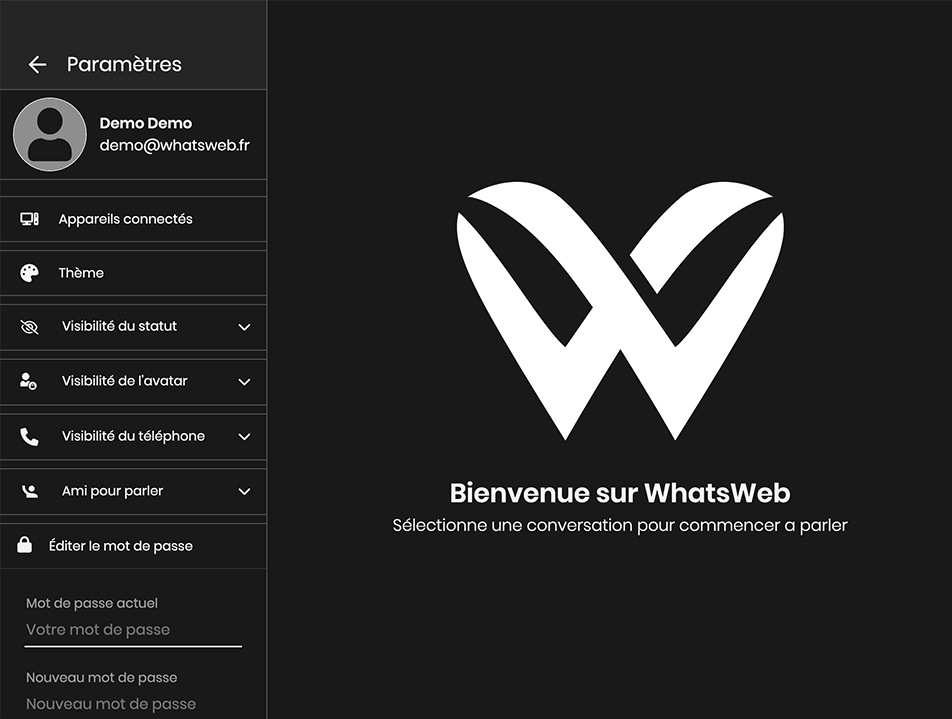 Paramètres
Demo Demo
demo@whatsweb.fr
Appareils connectés
Thème
Visibilité du statut
Visibilité de l'avatar
Visibilité du téléphone
Ami pour parler
Éditer le mot de passe
Mot de passe actuel
Votre mot de passe
Nouveau mot de passe
Nouveau mot de passe
Bienvenue sur WhatsWeb
Sélectionne une conversation pour commencer a parler